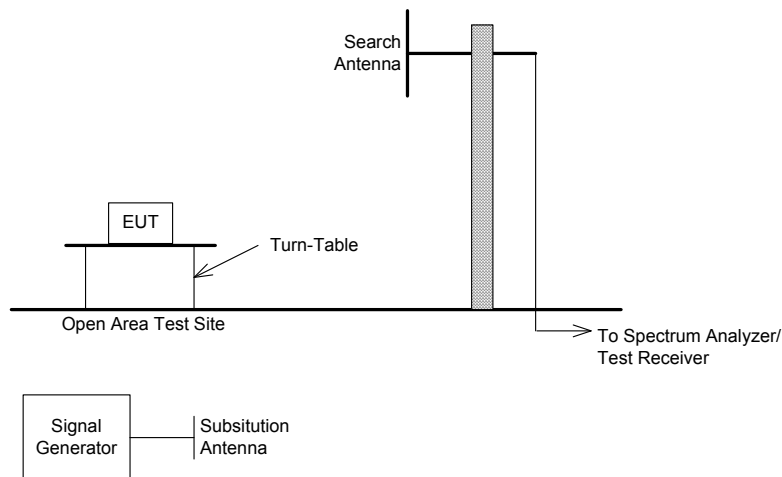 Search
Antenna
EUT
Turn-Table
Open Area Test Site
To Spectrum Analyzer/
Test Receiver
Signal
Generator
Subsitution
Antenna